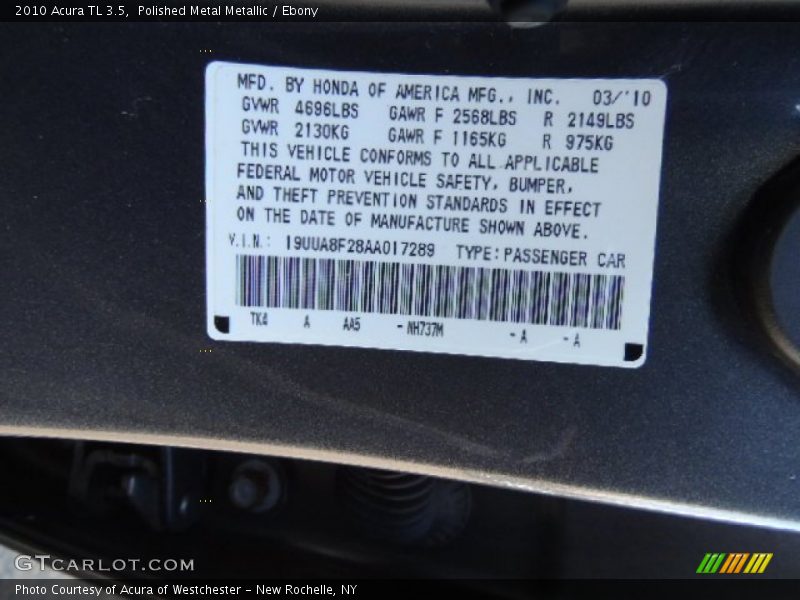 2010 Acura TL 3.5, Polished Metal Metallic / Ebony
MFD. BY HONDA OF AMERICA MFG., INC. 03/'10
GVWR 4696LBS GAWR F 2568LBS R 2149LBS
GVWR 2130KG GAWR F 1165KG R 975KG
THIS VEHICLE CONFORMS TO ALL APPLICABLE
FEDERAL MOTOR VEHICLE SAFETY, BUMPER,
AND THEFT PREVENTION STANDARDS IN EFFECT
ON THE DATE OF MANUFACTURE SHOWN ABOVE.
V.I.N.: 19UUA8F28AA017289 TYPE:PASSENGER CAR
TK4 A AA5 -NH737M -A -A
GTCARLOT.COM
Photo Courtesy of Acura of Westchester – New Rochelle, NY